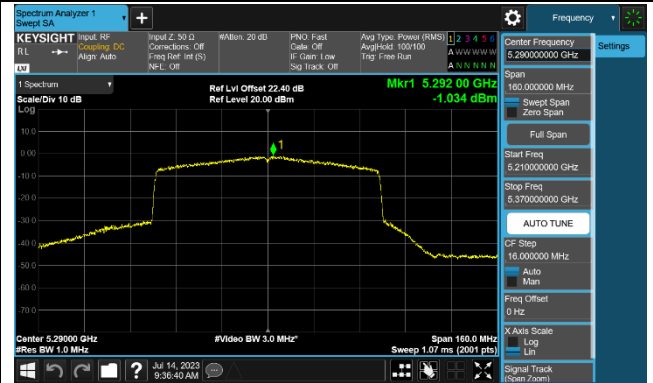 Spectrum Analyzer 1
Swept SA
Frequency
KEYSIGHT
RL
LXI
Input: RF
Coupling: DC
Align: Auto
Input Z: 50 Ω
Corrections: Off
Freq Ref: Int (S)
NFE: Off
#Atten: 20 dB
PNO: Fast
Gate: Off
IF Gain: Low
Sig Track: Off
Avg Type: Power (RMS)
Avg|Hold: 100/100
Trig: Free Run
1 2 3 4 5 6
A W W W W W
A N N N N N
1 Spectrum
Scale/Div 10 dB
Log
Ref Lvl Offset 22.40 dB
Ref Level 20.00 dBm
Mkr1 5.292 00 GHz
-1.034 dBm
10.0
0.00
-10.0
-20.0
-30.0
-40.0
-50.0
-60.0
-70.0
1
Center 5.29000 GHz
#Res BW 1.0 MHz
#Video BW 3.0 MHz*
Span 160.0 MHz
Sweep 1.07 ms (2001 pts)
Jul 14, 2023
9:36:40 AM
Center Frequency
5.290000000 GHz
Settings
Span
160.000000 MHz
Swept Span
Zero Span
Full Span
Start Freq
5.210000000 GHz
Stop Freq
5.370000000 GHz
AUTO TUNE
CF Step
16.000000 MHz
Auto
Man
Freq Offset
0 Hz
X Axis Scale
Log
Lin
Signal Track
(Span Zoom)